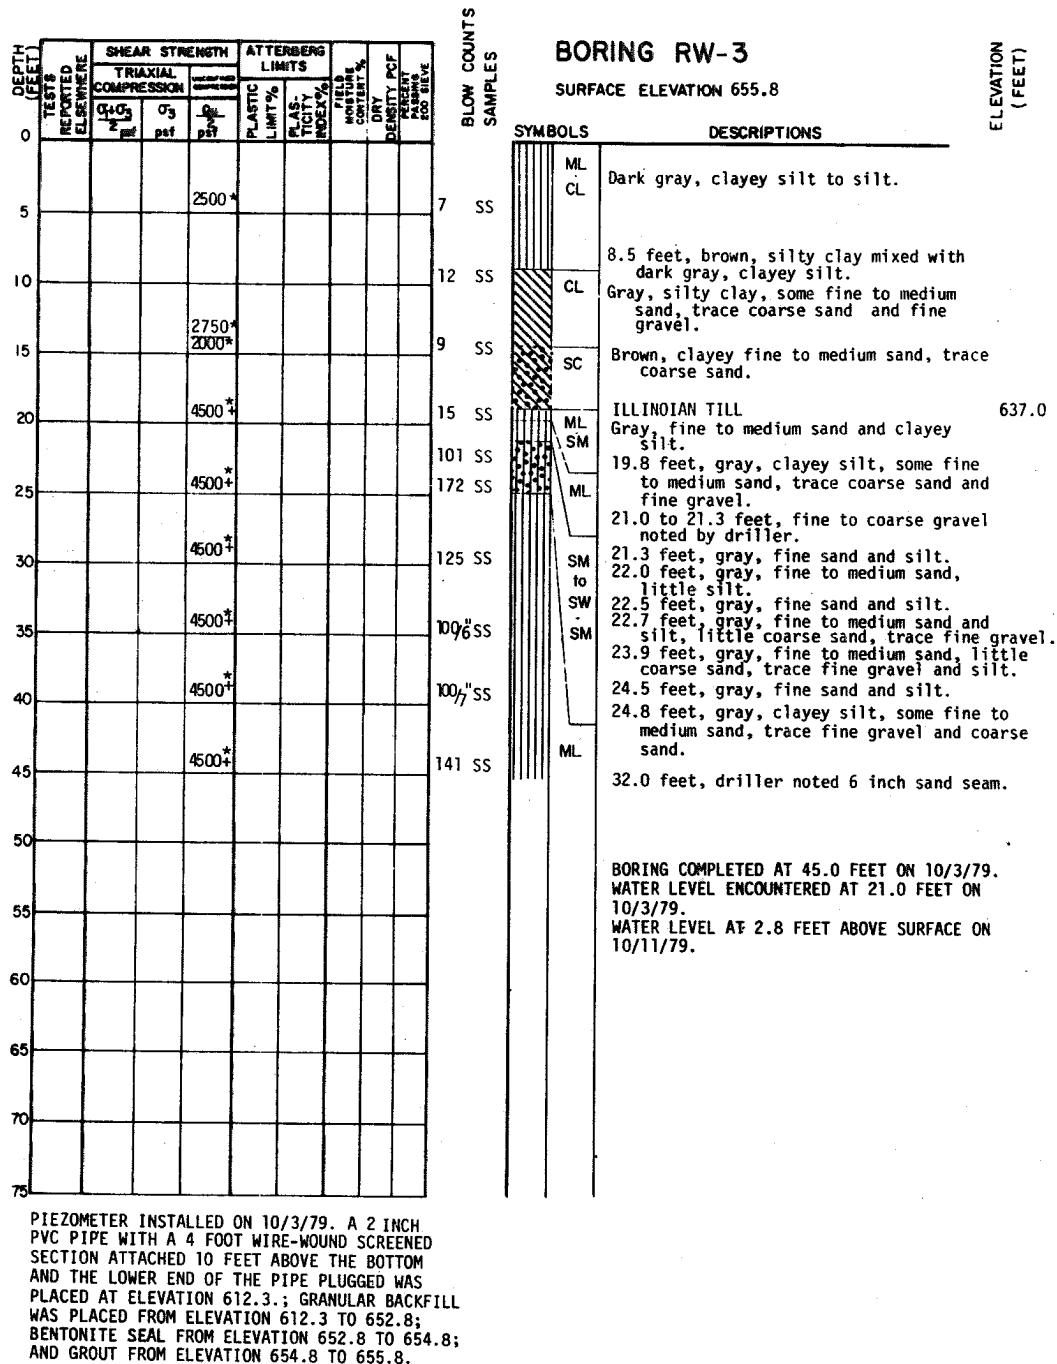 BORING RW-3
SURFACE ELEVATION 655.8
ELEVATION
(FEET)
DEPTH
(FEET)
TESTS
REPORTED
ELSEWHERE
SHEAR STRENGTH
TRIAXIAL
COMPRESSION
UNCONFINED
COMPRESSION
σ₁+σ₃
2 psf
σ₃
psf
Qu
2
psf
ATTERBERG
LIMITS
PLASTIC
LIMIT %
PLAS-
TICITY
INDEX %
FIELD
MOISTURE
CONTENT %
DRY
DENSITY PCF
PERCENT
PASSING
200 SIEVE
BLOW COUNTS
SAMPLES
SYMBOLS DESCRIPTIONS
0
ML
CL
Dark gray, clayey silt to silt.
2500*
5 7 SS
8.5 feet, brown, silty clay mixed with
dark gray, clayey silt.
10 12 SS
CL
Gray, silty clay, some fine to medium
sand, trace coarse sand and fine
gravel.
2750*
2000*
15 9 SS
SC
Brown, clayey fine to medium sand, trace
coarse sand.
4500+*
20 15 SS
ILLINOIAN TILL 637.0
ML
SM
Gray, fine to medium sand and clayey
silt.
101 SS
19.8 feet, gray, clayey silt, some fine
to medium sand, trace coarse sand and
fine gravel.
4500+*
25 172 SS
ML
21.0 to 21.3 feet, fine to coarse gravel
noted by driller.
4500+*
30 125 SS
SM
to
SW
-
SM
21.3 feet, gray, fine sand and silt.
22.0 feet, gray, fine to medium sand,
little silt.
22.5 feet, gray, fine sand and silt.
22.7 feet, gray, fine to medium sand and
silt, little coarse sand, trace fine gravel.
4500+*
35 100/6" SS
23.9 feet, gray, fine to medium sand, little
coarse sand, trace fine gravel and silt.
4500+*
40 100/7" SS
24.5 feet, gray, fine sand and silt.
24.8 feet, gray, clayey silt, some fine to
medium sand, trace fine gravel and coarse
sand.
ML
4500+*
45 141 SS
32.0 feet, driller noted 6 inch sand seam.
50
BORING COMPLETED AT 45.0 FEET ON 10/3/79.
WATER LEVEL ENCOUNTERED AT 21.0 FEET ON
10/3/79.
WATER LEVEL AT 2.8 FEET ABOVE SURFACE ON
10/11/79.
55
60
65
70
75
PIEZOMETER INSTALLED ON 10/3/79. A 2 INCH
PVC PIPE WITH A 4 FOOT WIRE-WOUND SCREENED
SECTION ATTACHED 10 FEET ABOVE THE BOTTOM
AND THE LOWER END OF THE PIPE PLUGGED WAS
PLACED AT ELEVATION 612.3.; GRANULAR BACKFILL
WAS PLACED FROM ELEVATION 612.3 TO 652.8;
BENTONITE SEAL FROM ELEVATION 652.8 TO 654.8;
AND GROUT FROM ELEVATION 654.8 TO 655.8.